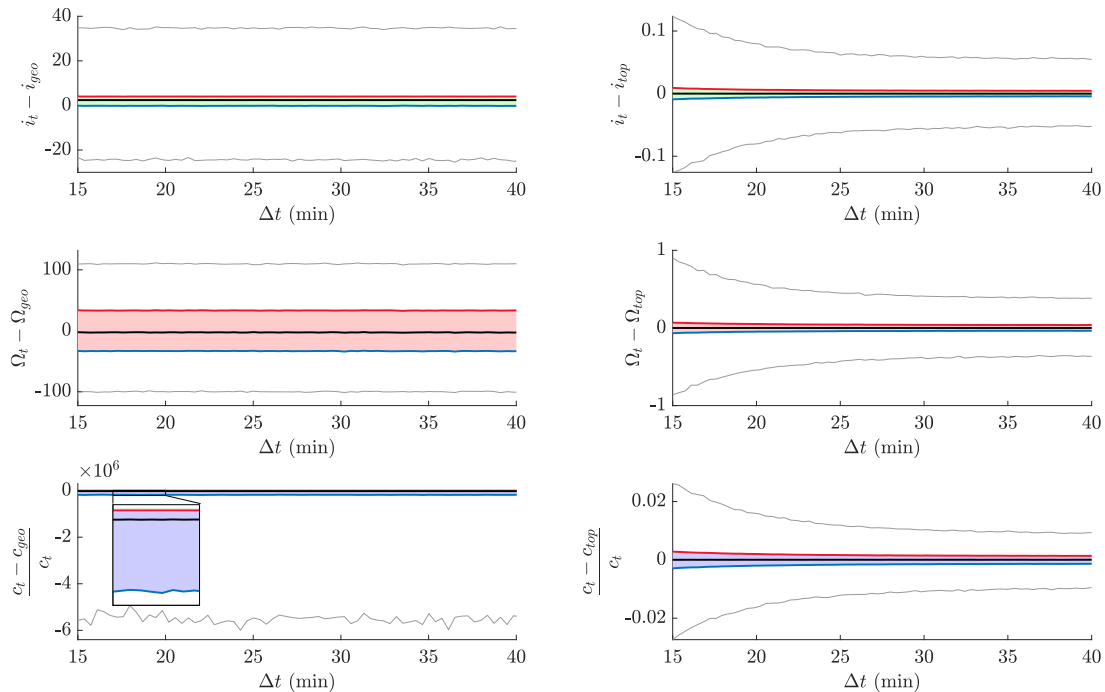 40
20
0
-20
i_t − i_geo
15 20 25 30 35 40
Δt (min)
0.1
0
-0.1
i_t − i_top
15 20 25 30 35 40
Δt (min)
100
0
-100
Ω_t − Ω_geo
15 20 25 30 35 40
Δt (min)
1
0
-1
Ω_t − Ω_top
15 20 25 30 35 40
Δt (min)
×10^6
0
-2
-4
-6
c_t − c_geo
c_t
15 20 25 30 35 40
Δt (min)
0.02
0
-0.02
c_t − c_top
c_t
15 20 25 30 35 40
Δt (min)